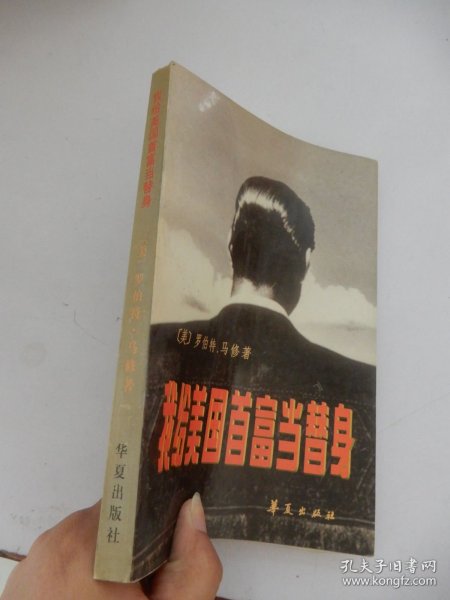 我给美国首富当替身
[美] 罗伯特·马修著
华夏出版社
[美] 罗伯特、马修著
我给美国首富当替身
华夏出版社
孔夫子旧书网
www.kongfz.com